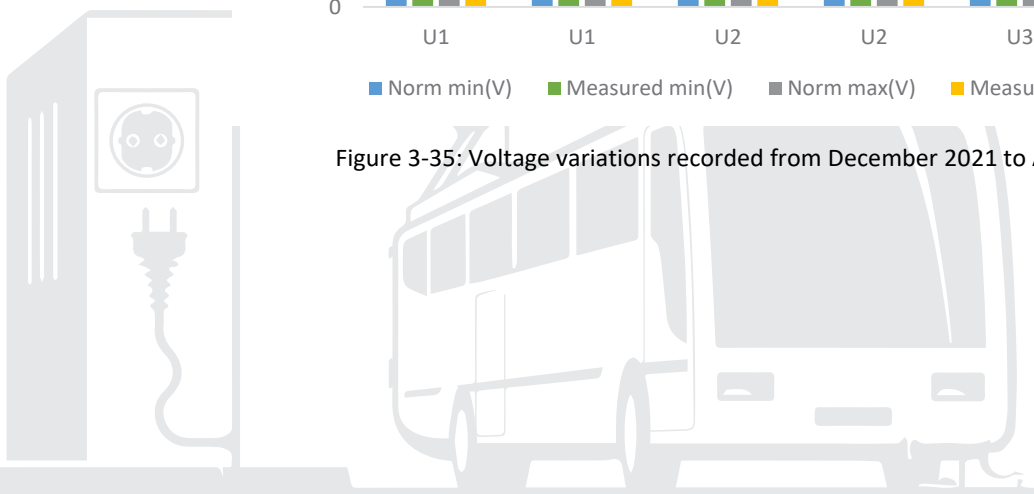 0
U1 U1 U2 U2 U3
Norm min(V) Measured min(V) Norm max(V)
Figure 3-35: Voltage variations recorded from December 2021 to